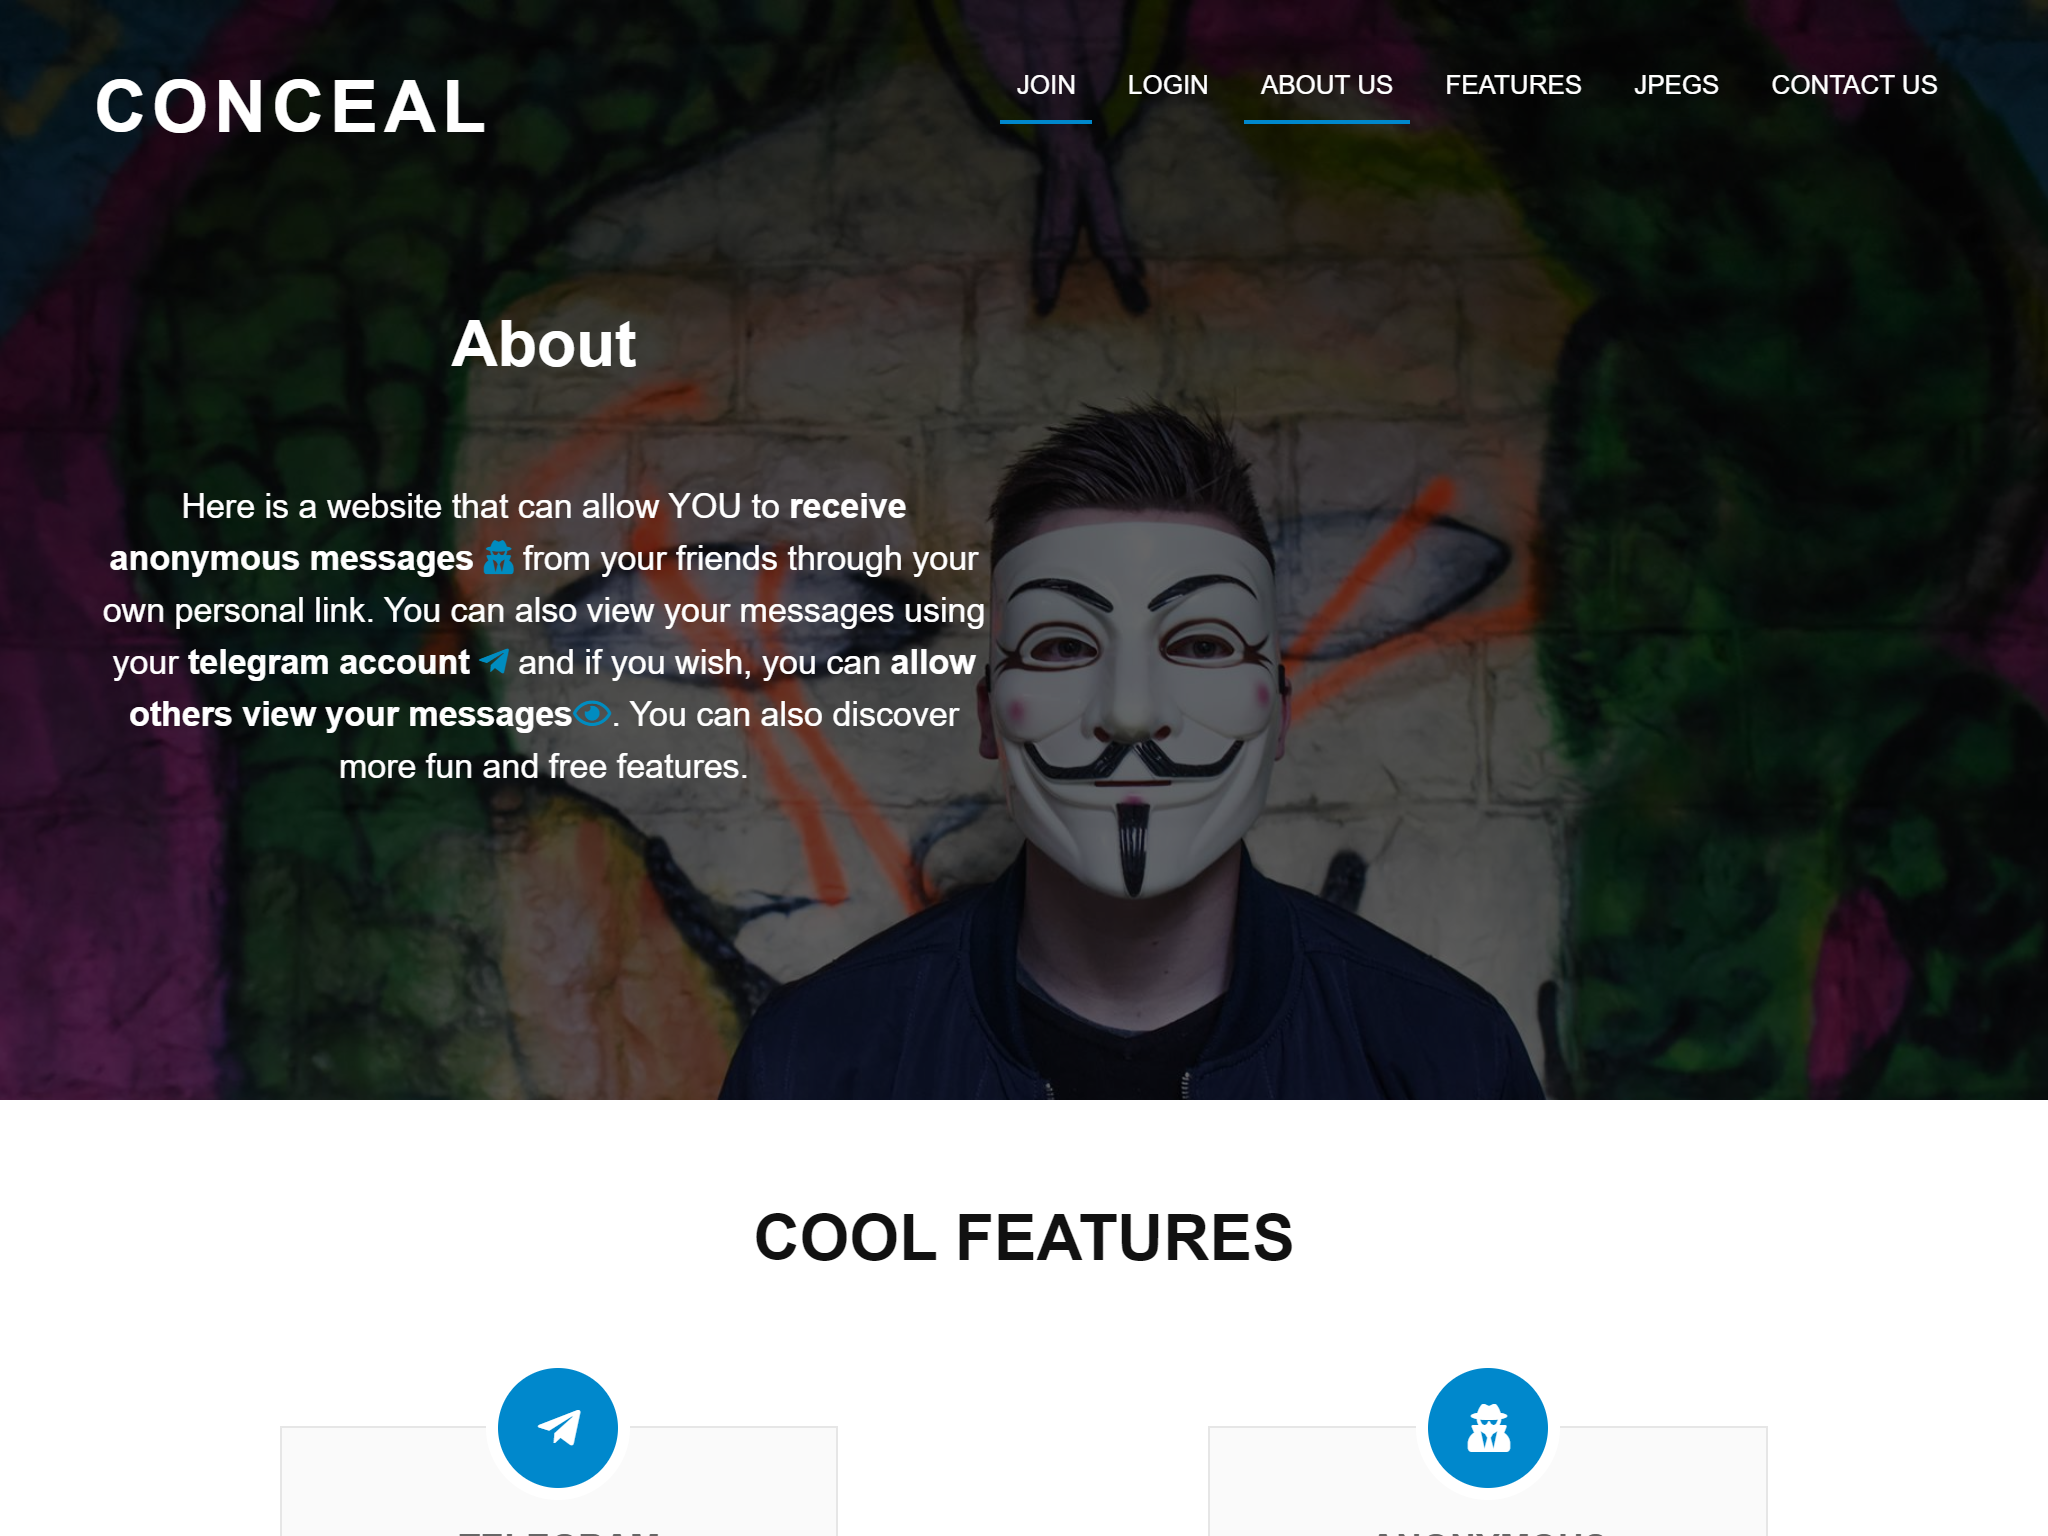 CONCEAL
JOIN LOGIN ABOUT US FEATURES JPEGS CONTACT US
About
Here is a website that can allow YOU to receive
anonymous messages from your friends through your
own personal link. You can also view your messages using
your telegram account and if you wish, you can allow
others view your messages. You can also discover
more fun and free features.
COOL FEATURES
TELEGRAM
ANONYMOUS